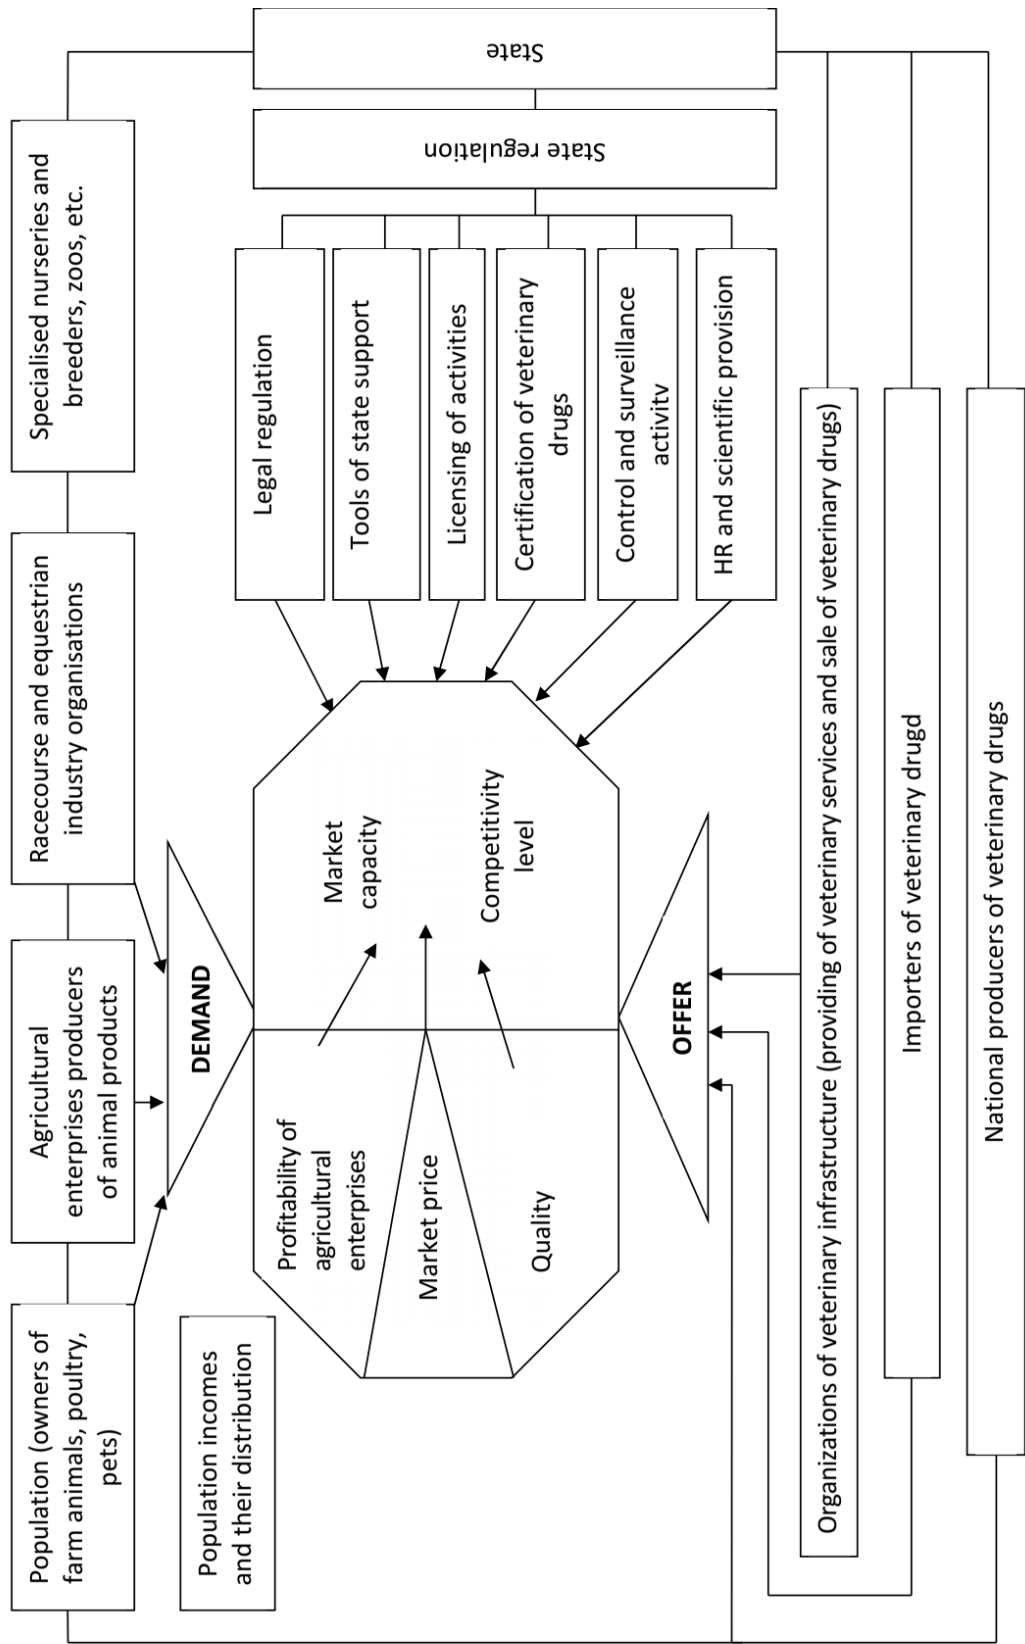 Population (owners of
farm animals, poultry,
pets)
Agricultural
enterprises producers
of animal products
Racecourse and equestrian
industry organisations
Specialised nurseries and
breeders, zoos, etc.
Population incomes
and their distribution
DEMAND
Profitability of
agricultural
enterprises
Market price
Quality
Market
capacity
Competitivity
level
Legal regulation
Tools of state support
Licensing of activities
Certification of veterinary
drugs
Control and surveillance
activitv
HR and scientific provision
State regulation
State
OFFER
Organizations of veterinary infrastructure (providing of veterinary services and sale of veterinary drugs)
Importers of veterinary drugd
National producers of veterinary drugs